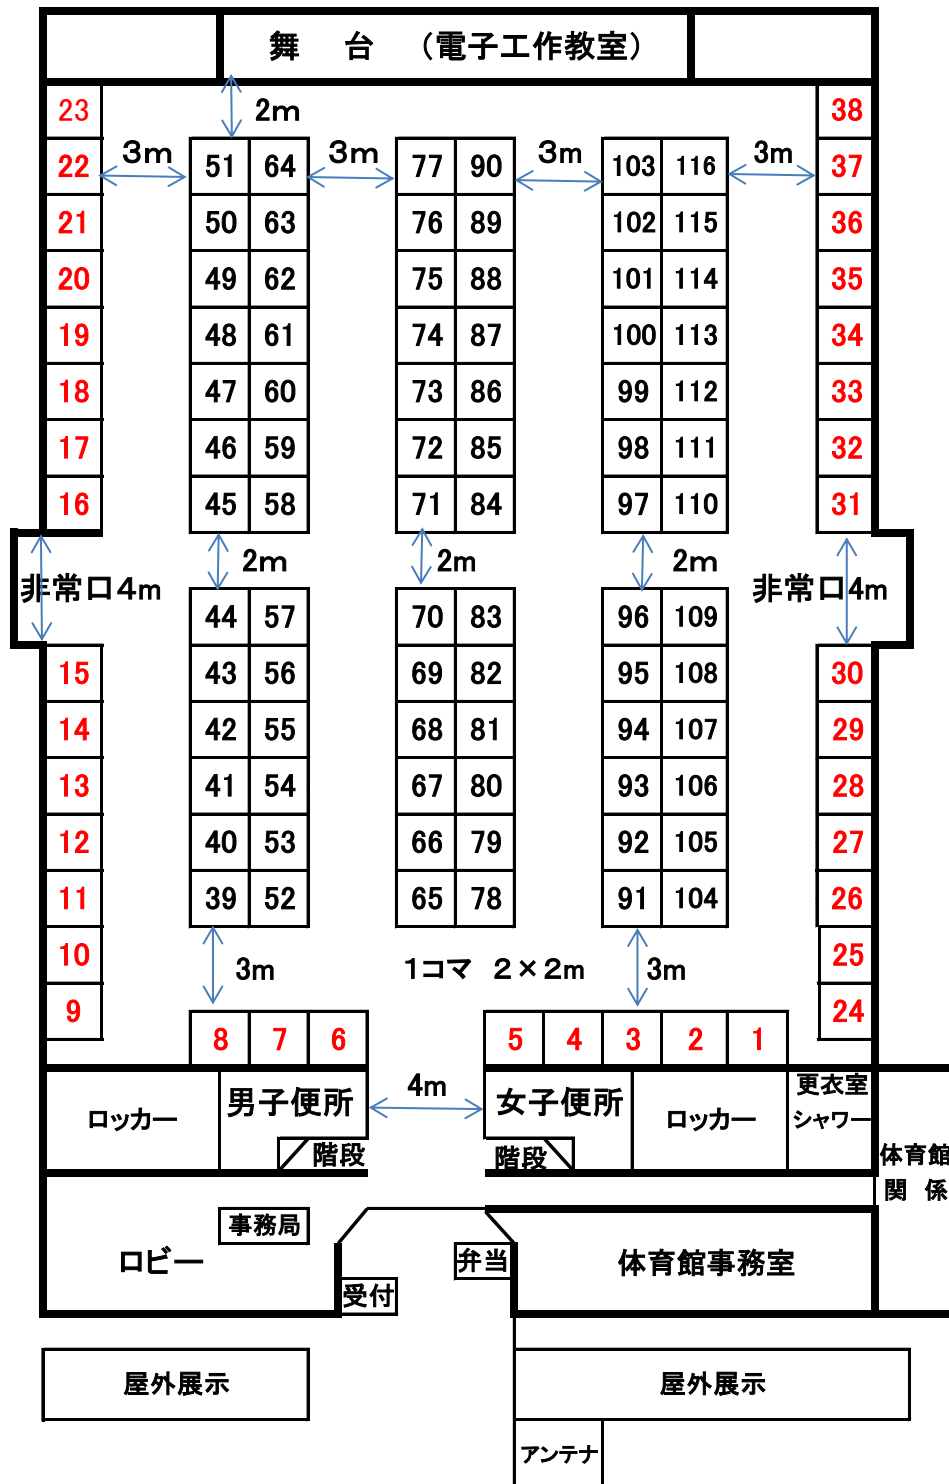 舞　台　（電子工作教室）
23 2m 38
22 3m 51 64 3m 77 90 3m 103 116 3m 37
21 50 63 76 89 102 115 36
20 49 62 75 88 101 114 35
19 48 61 74 87 100 113 34
18 47 60 73 86 99 112 33
17 46 59 72 85 98 111 32
16 45 58 71 84 97 110 31
非常口4m 2m 2m 2m 非常口4m
44 57 70 83 96 109
15 43 56 69 82 95 108 30
14 42 55 68 81 94 107 29
13 41 54 67 80 93 106 28
12 40 53 66 79 92 105 27
11 39 52 65 78 91 104 26
10 3m 1コマ 2×2m 3m 25
9 24
8 7 6 5 4 3 2 1
ロッカー 男子便所 4m 女子便所 ロッカー 更衣室
シャワー
階段 階段 体育館
関　係
事務局
ロビー 弁当 体育館事務室
受付
屋外展示 屋外展示
アンテナ